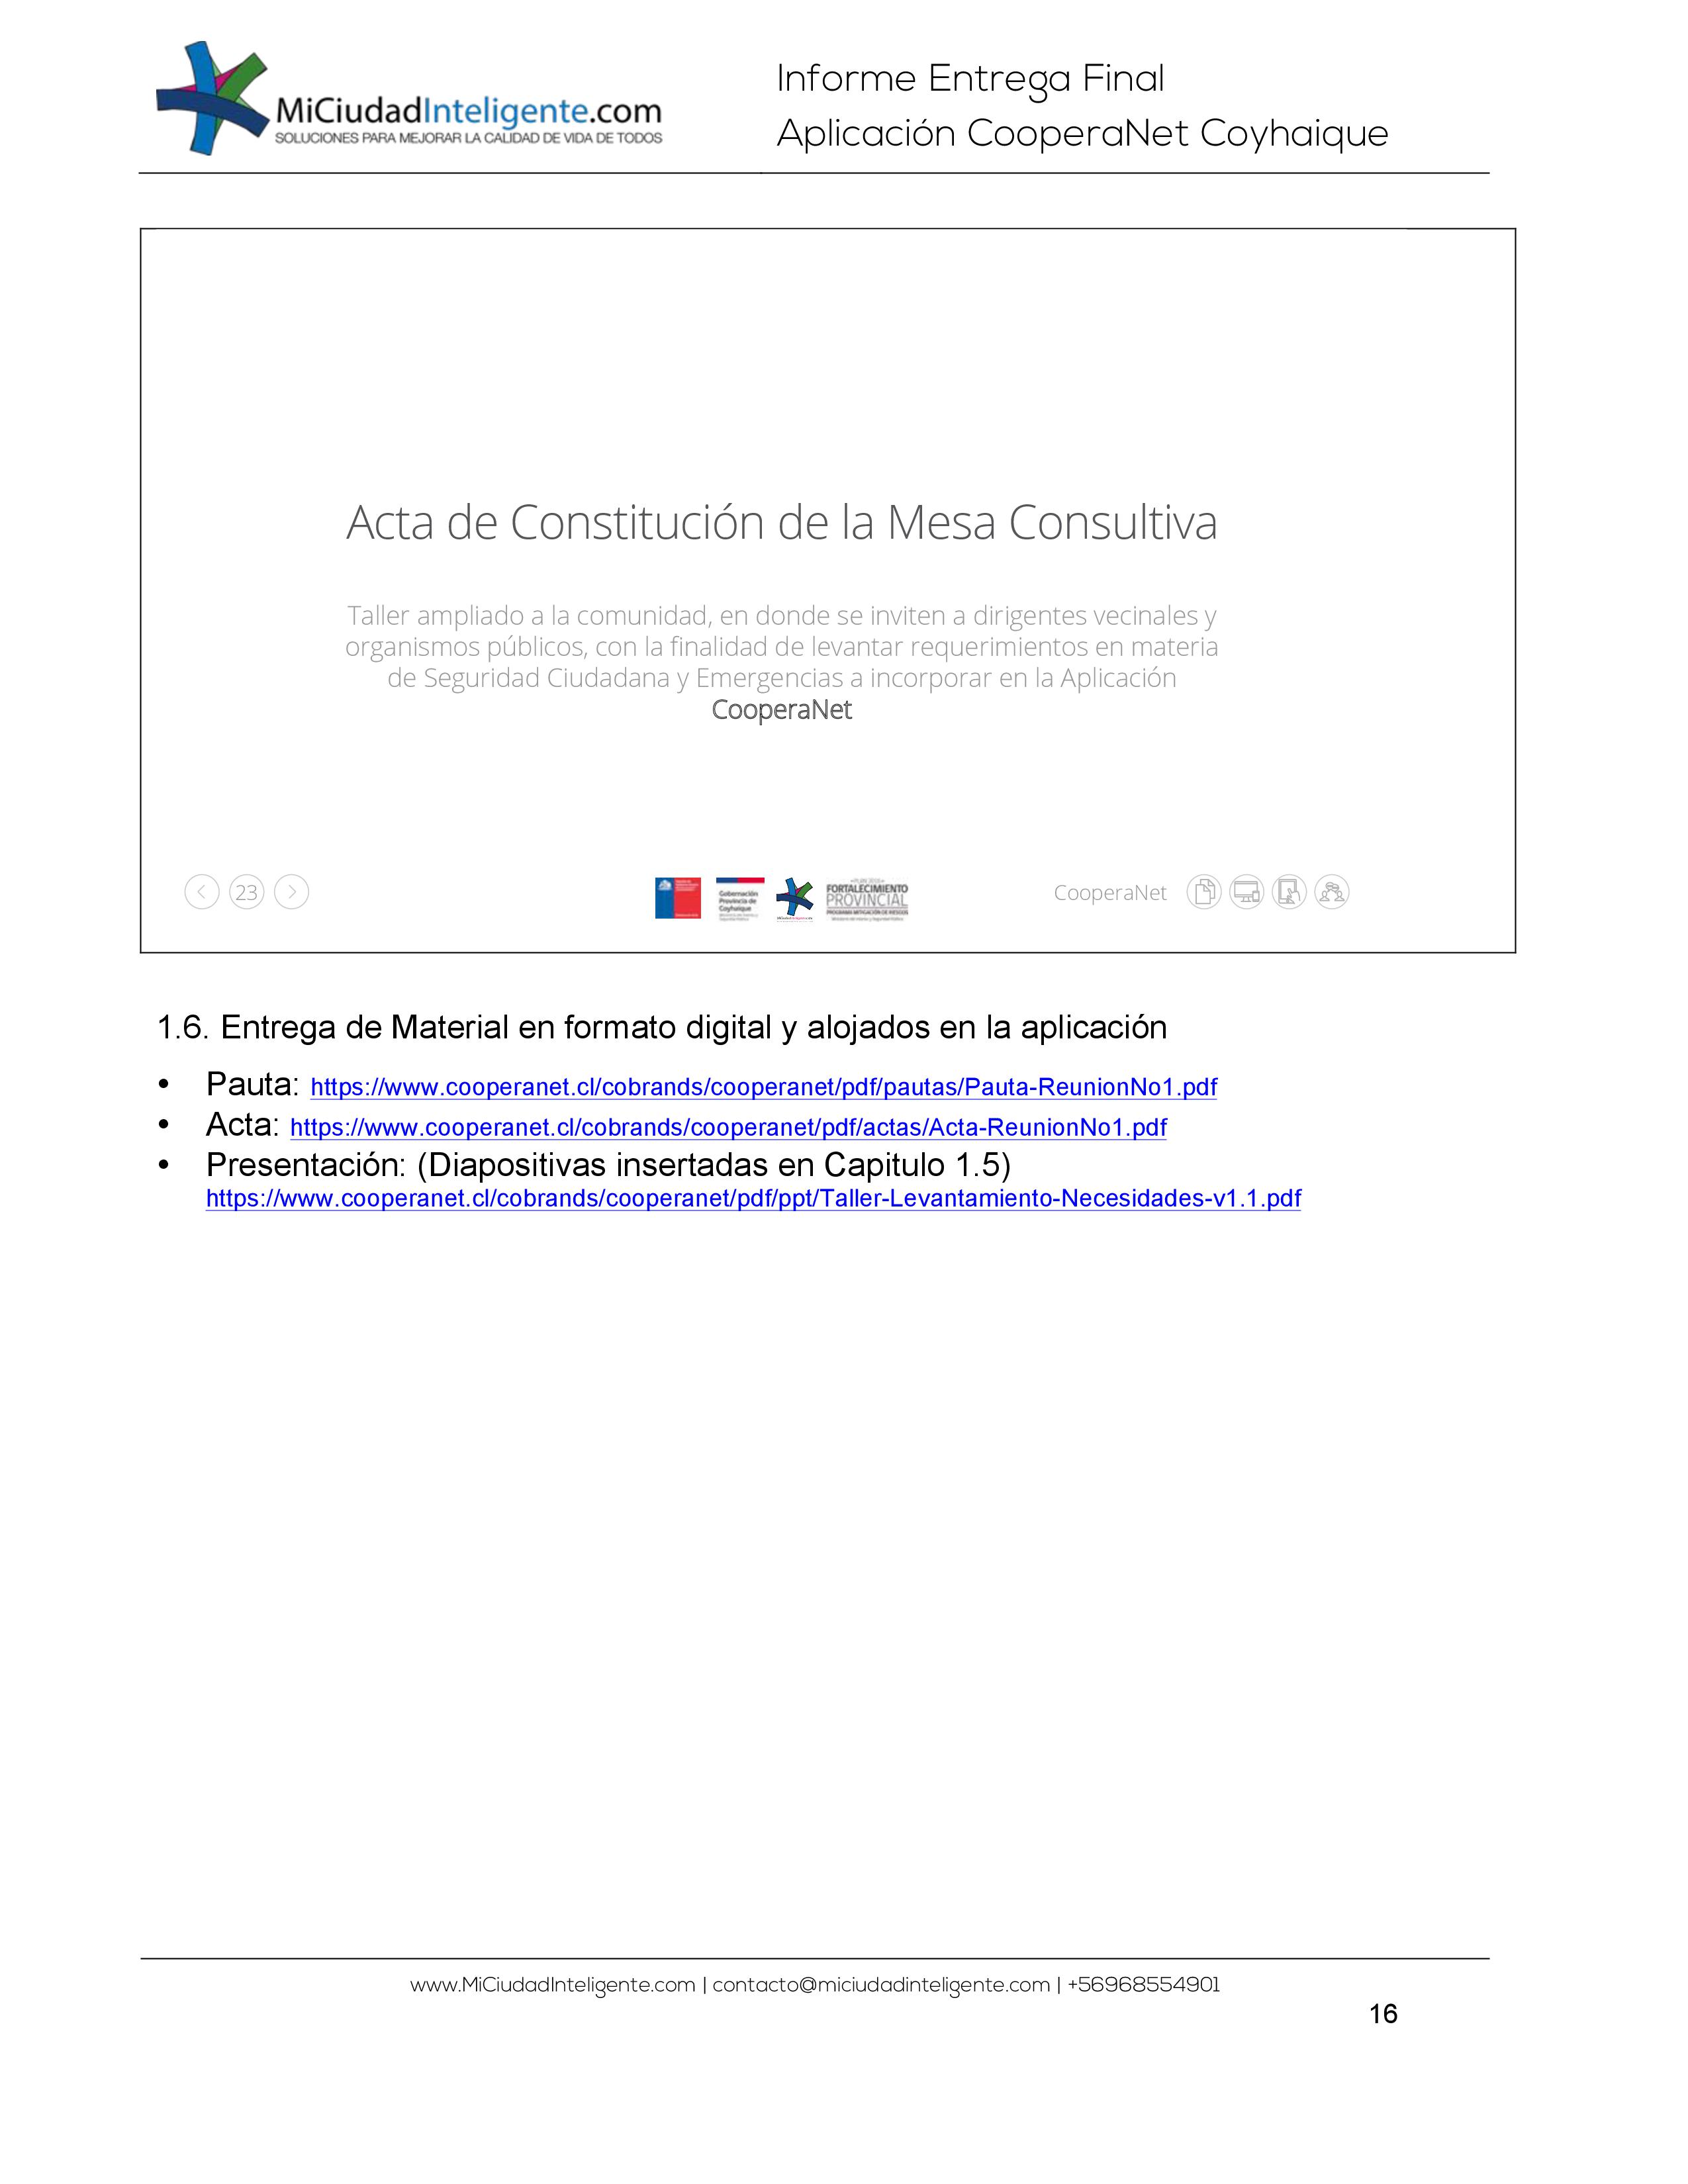 MiCiudadInteligente.com
SOLUCIONES PARA MEJORAR LA CALIDAD DE VIDA DE TODOS
Informe Entrega Final
Aplicación CooperaNet Coyhaique
Acta de Constitución de la Mesa Consultiva
Taller ampliado a la comunidad, en donde se inviten a dirigentes vecinales y
organismos públicos, con la finalidad de levantar requerimientos en materia
de Seguridad Ciudadana y Emergencias a incorporar en la Aplicación
CooperaNet
23
Gobernación
Provincia de
Coyhaique
FORTALECIMIENTO
PROVINCIAL
PROGRAMA MITIGACIÓN DE RIESGOS
CooperaNet
1.6. Entrega de Material en formato digital y alojados en la aplicación
• Pauta: https://www.cooperanet.cl/cobrands/cooperanet/pdf/pautas/Pauta-ReunionNo1.pdf
• Acta: https://www.cooperanet.cl/cobrands/cooperanet/pdf/actas/Acta-ReunionNo1.pdf
• Presentación: (Diapositivas insertadas en Capitulo 1.5)
https://www.cooperanet.cl/cobrands/cooperanet/pdf/ppt/Taller-Levantamiento-Necesidades-v1.1.pdf
www.MiCiudadInteligente.com | contacto@miciudadinteligente.com | +56968554901
16